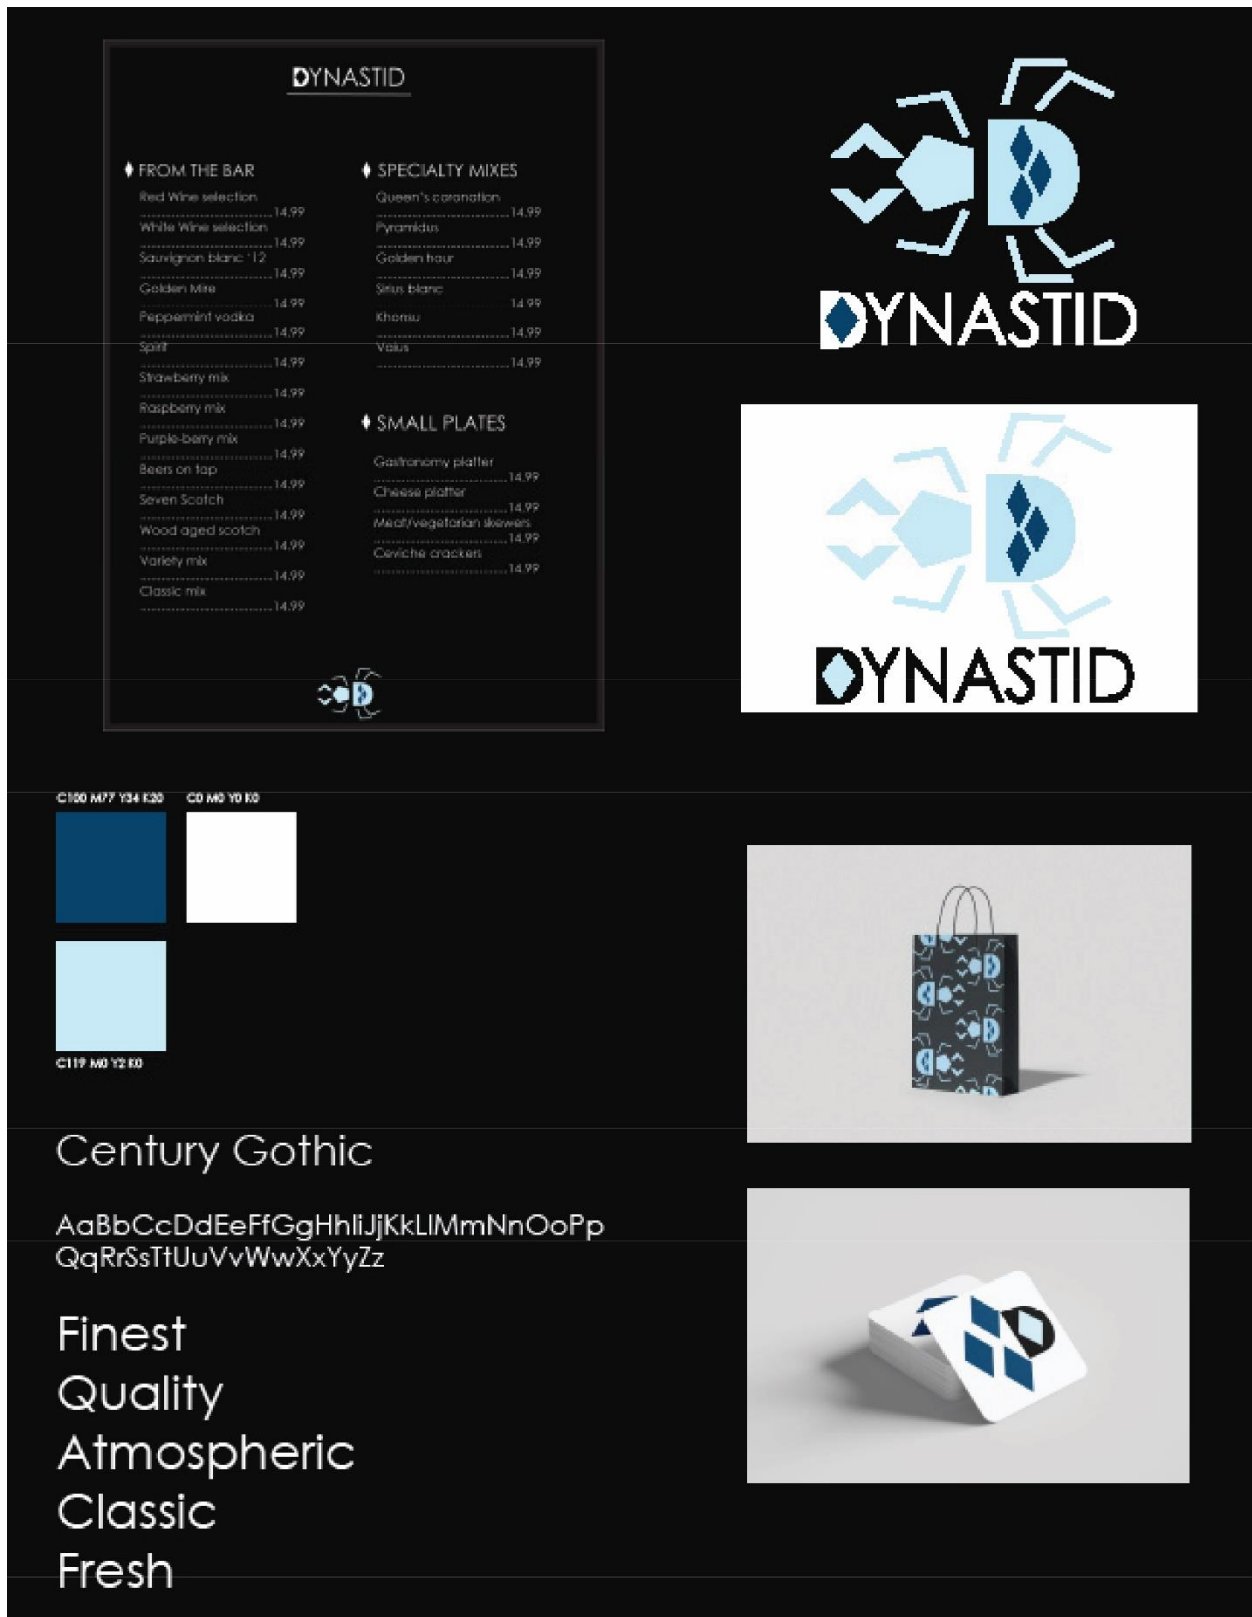 DYNASTID
FROM THE BAR
Red Wine selection
14.99
White Wine selection
14.99
Sauvignon blanc '12
14.99
Golden Mire
14.99
Peppermint vodka
14.99
Spirit
14.99
Strawberry mix
14.99
Raspberry mix
14.99
Purple-berry mix
14.99
Beers on tap
14.99
Seven Scotch
14.99
Wood aged scotch
14.99
Variety mix
14.99
Classic mix
14.99
SPECIALTY MIXES
Queen's coronation
14.99
Pyramidus
14.99
Golden hour
14.99
Sirius blanc
14.99
Khonsu
14.99
14.99
SMALL PLATES
Gastronomy platter
14.99
Cheese platter
14.99
Meat/vegetarian skewers
14.99
Ceviche crackers
14.99
D
DYNASTID
D
DYNASTID
C100 M77 Y34 K20
C0 M0 Y0 K0
C119 M0 Y2 K0
Century Gothic
AaBbCcDdEeFfGgHhIiJjKkLlMmNnOoPp
QqRrSsTtUuVvWwXxYyZz
Finest
Quality
Atmospheric
Classic
Fresh
D